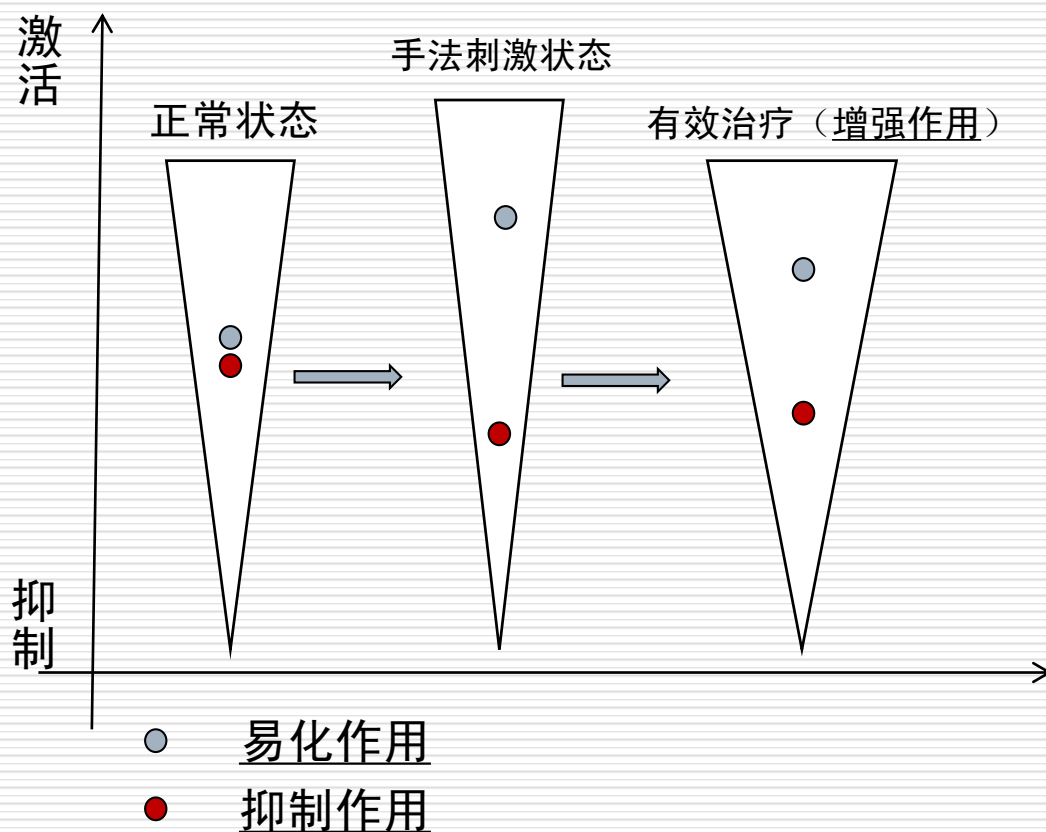 激活
手法刺激状态
正常状态
有效治疗（增强作用）
抑制
易化作用
抑制作用